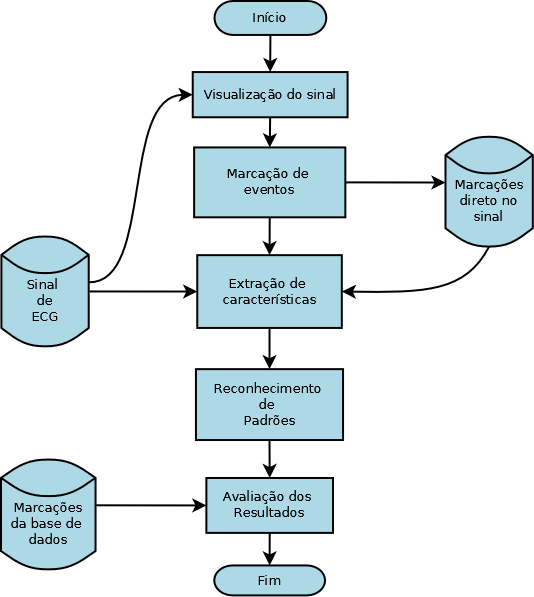 Início
Visualização do sinal
Marcação de
eventos
Marcações
direto no
sinal
Sinal
de
ECG
Extração de
características
Reconhecimento
de
Padrões
Marcações
da base de
dados
Avaliação dos
Resultados
Fim